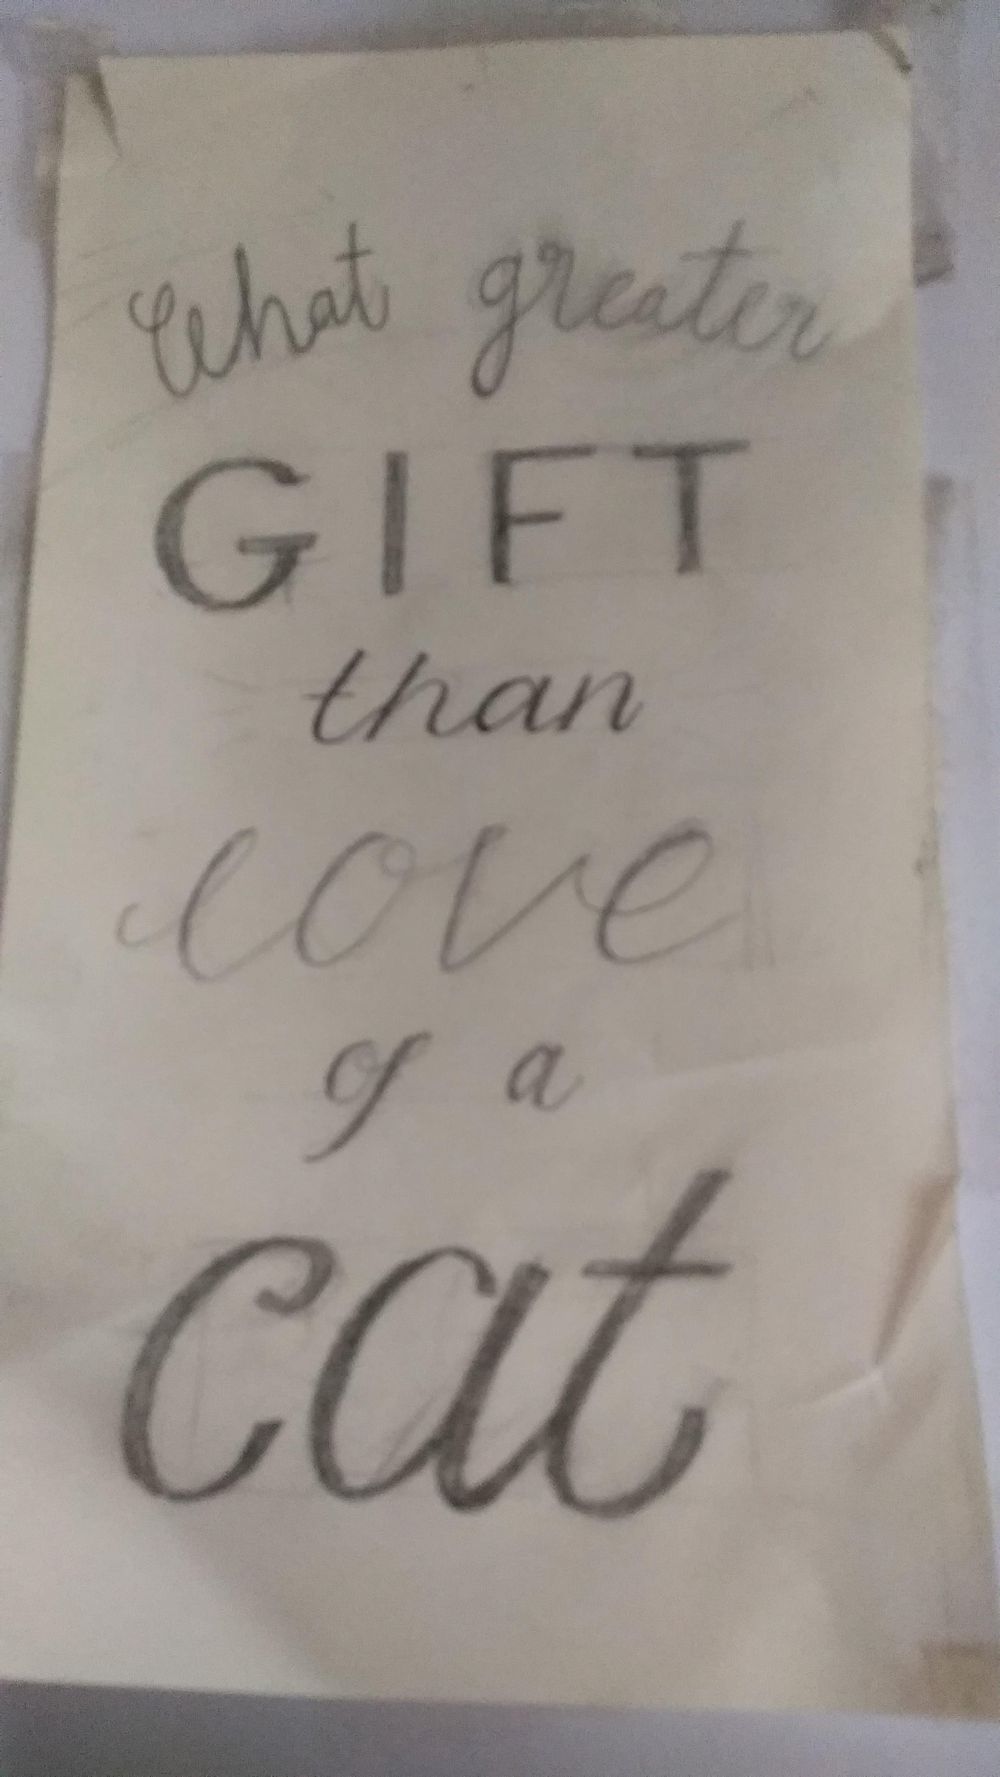 What greater
GIFT
than
love
of a
cat